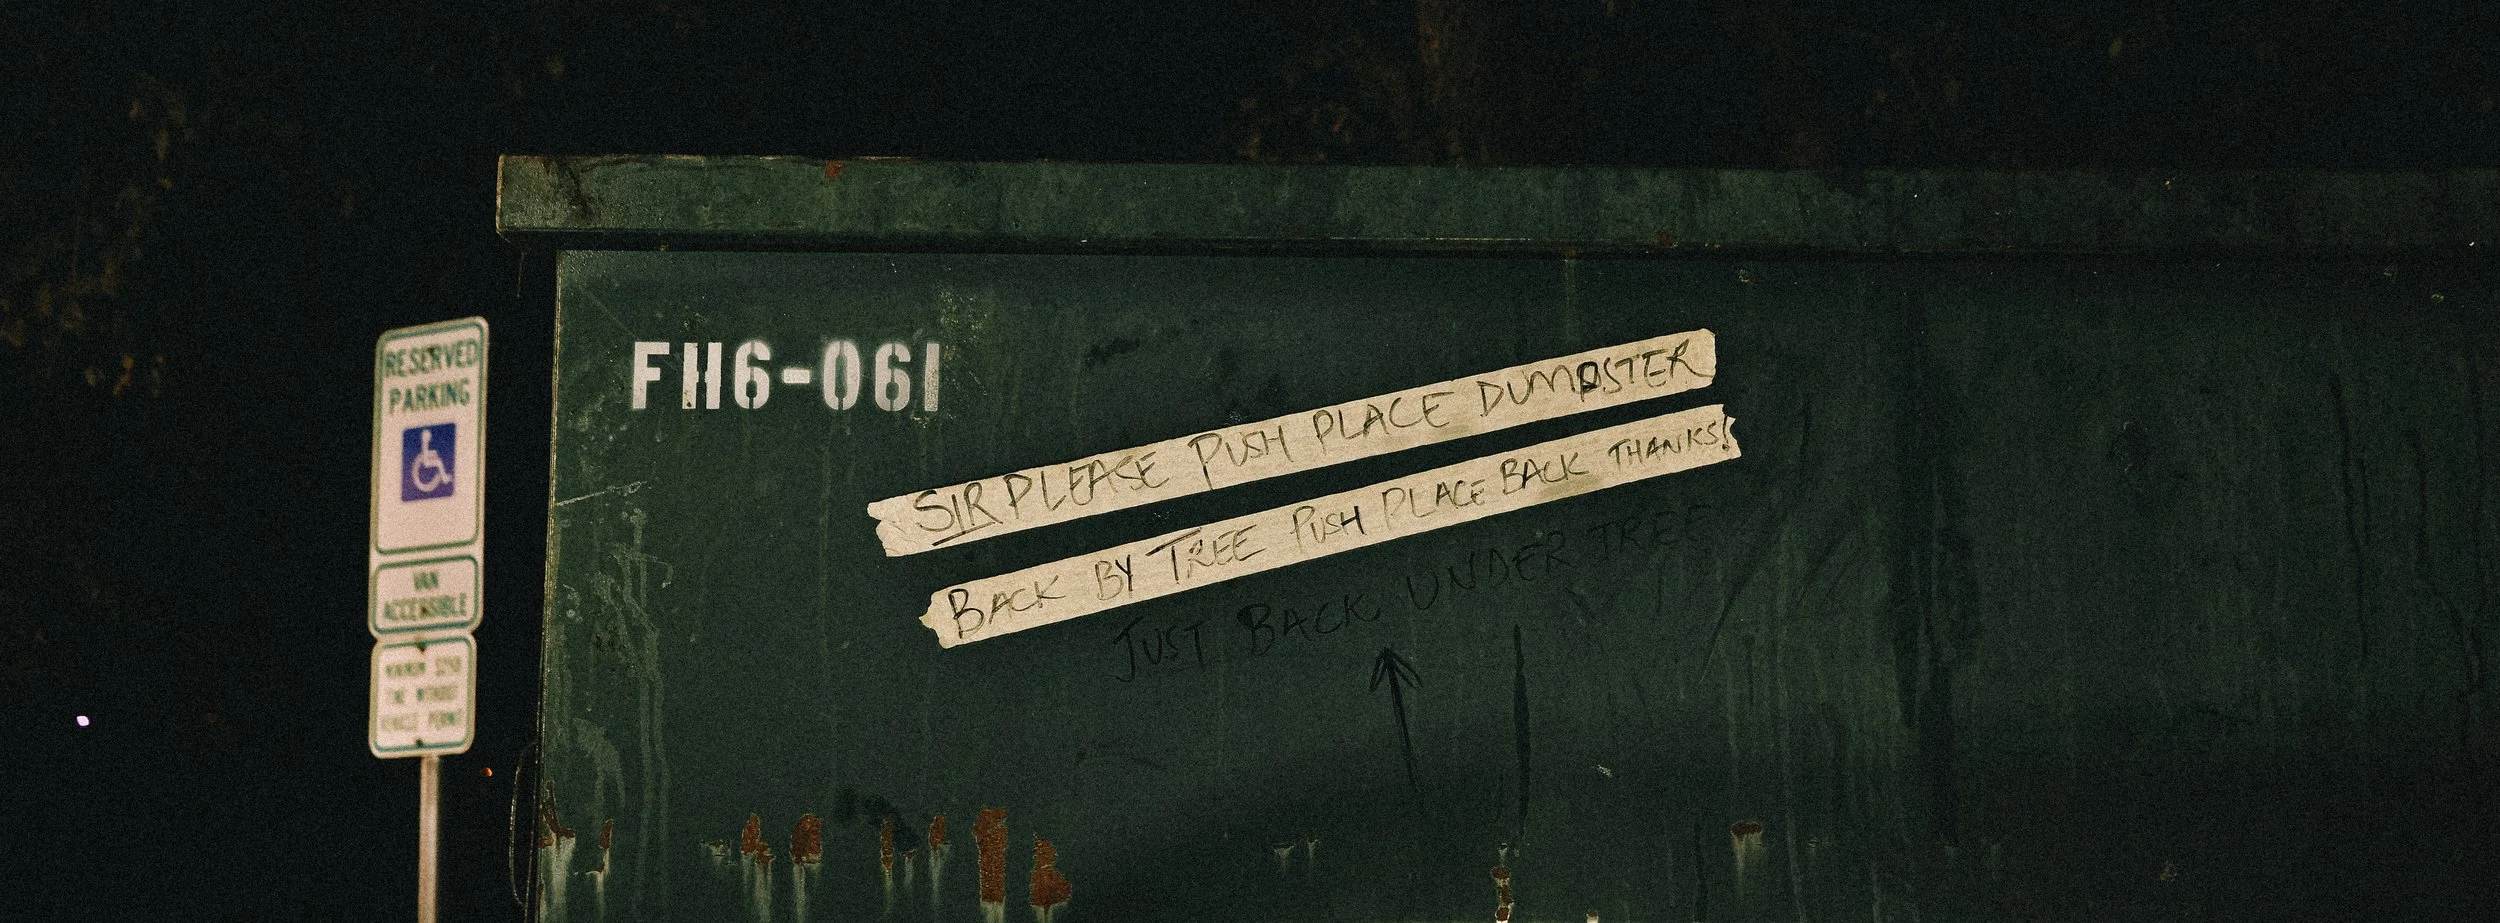 RESERVED
PARKING
VAN
ACCESSIBLE
FH6-061
SIR PLEASE PUSH PLACE DUMPSTER
BACK BY TREE PUSH PLACE BACK THANKS!
JUST BACK UNDER TREE